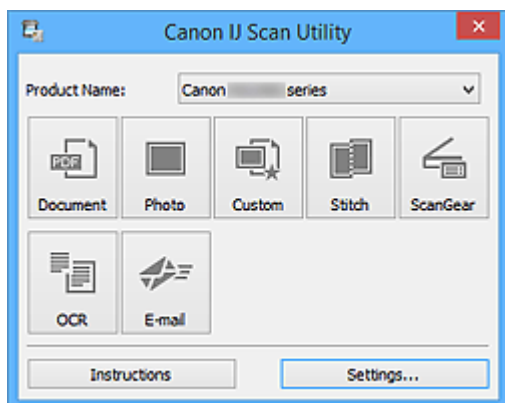 Canon IJ Scan Utility
Product Name: Canon series
PDF
Document Photo Custom Stitch ScanGear
OCR E-mail
Instructions Settings...